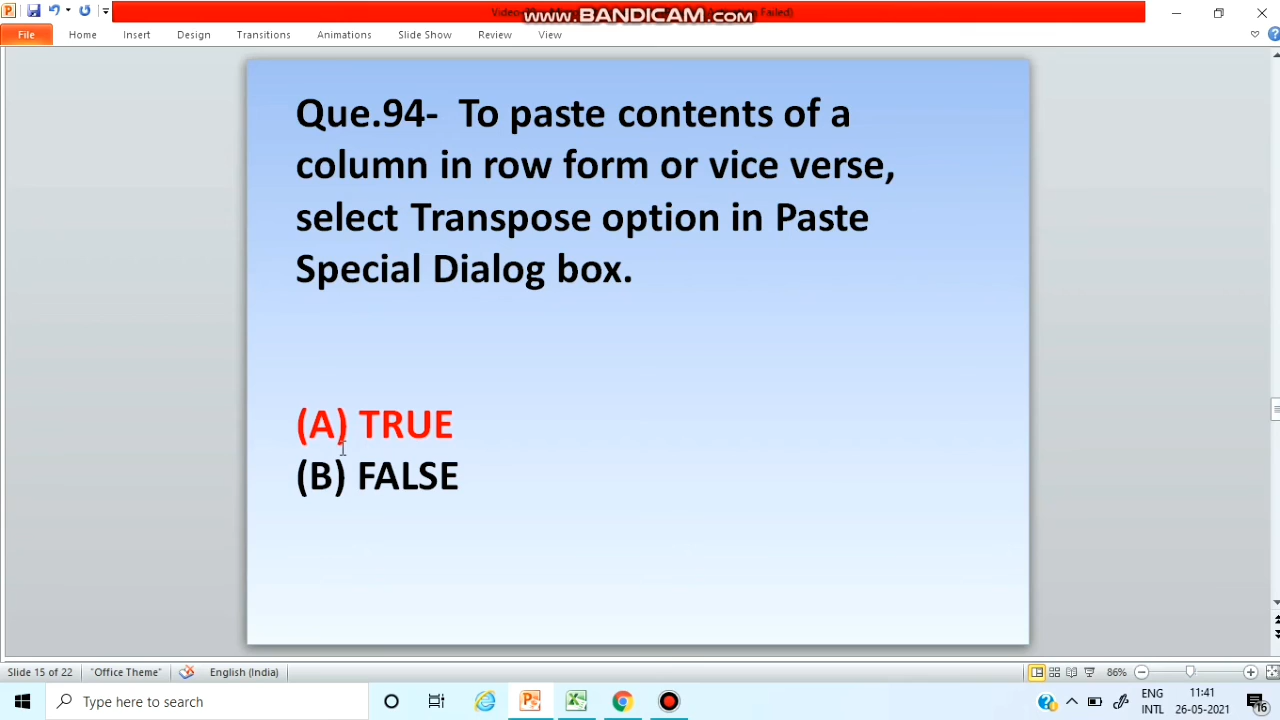 www.BANDICAM.com
File Home Insert Design Transitions Animations Slide Show Review View
Que.94- To paste contents of a
column in row form or vice verse,
select Transpose option in Paste
Special Dialog box.
(A) TRUE
(B) FALSE
Slide 15 of 22 "Office Theme" English (India) 86%
Type here to search
ENG 11:41
INTL 26-05-2021 16